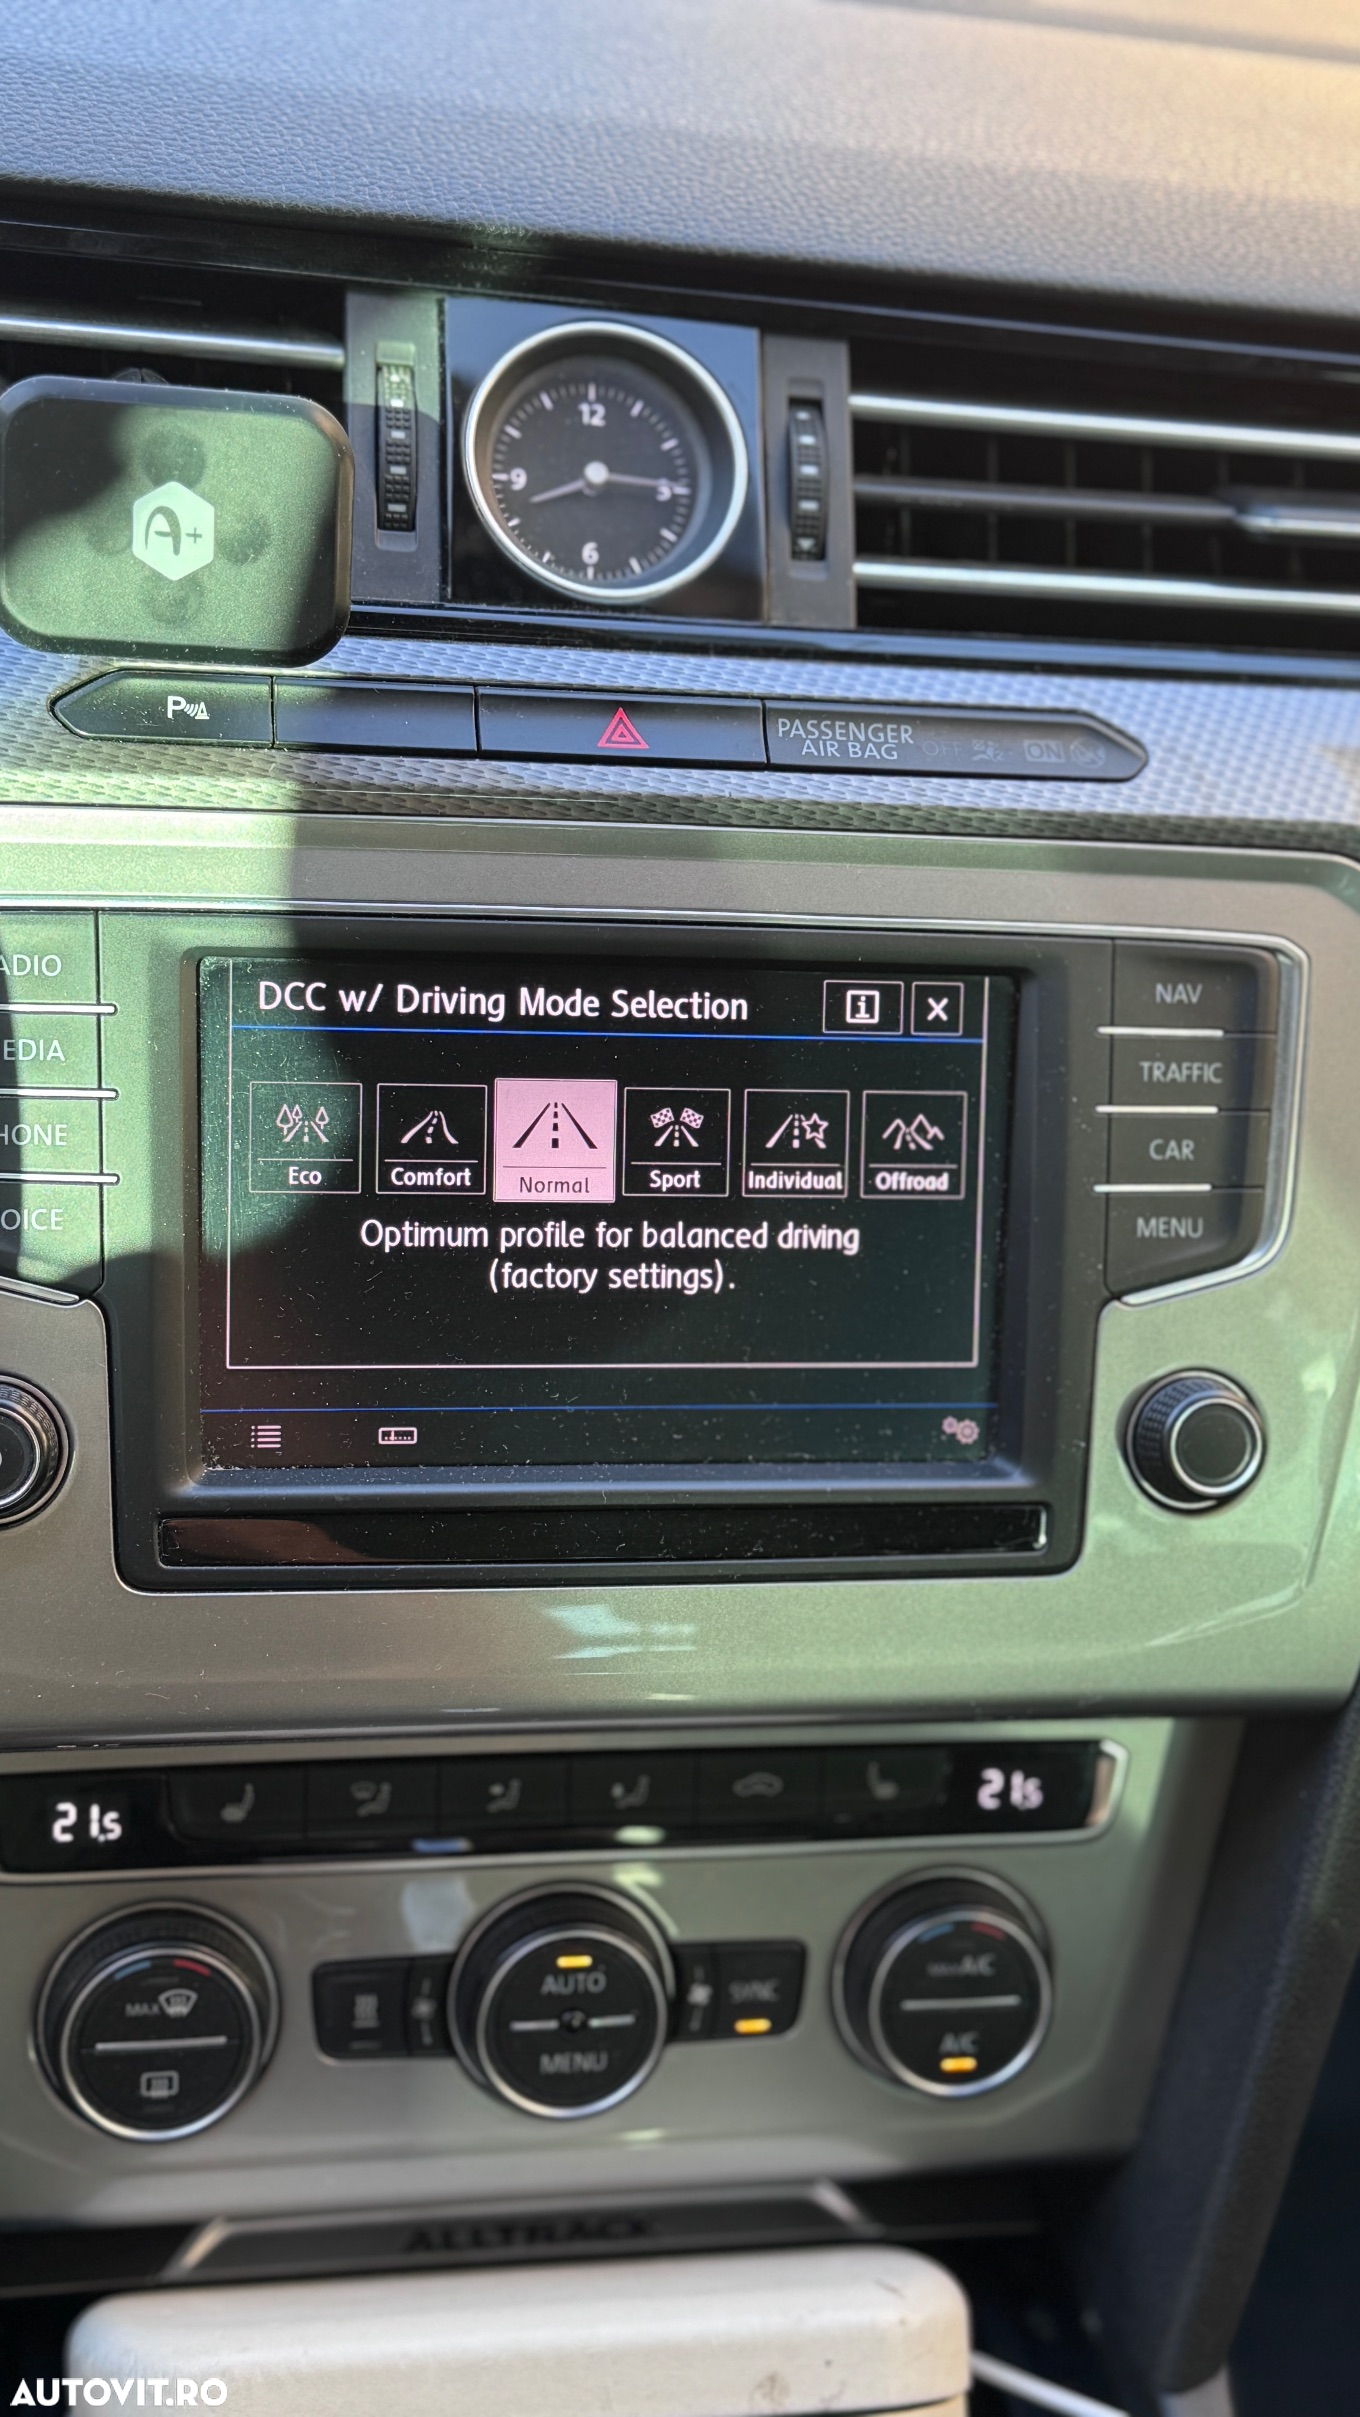 12
9
3
6
A+
P
PASSENGER
AIR BAG OFF ON
ADIO
EDIA
HONE
OICE
DCC w/ Driving Mode Selection
i X
Eco
Comfort
Normal
Sport
Individual
Offroad
Optimum profile for balanced driving
(factory settings).
NAV
TRAFFIC
CAR
MENU
21.5
21.5
MAX
AUTO
MENU
SYNC
A/C
A/C
ALLTRACK
AUTOVIT.RO